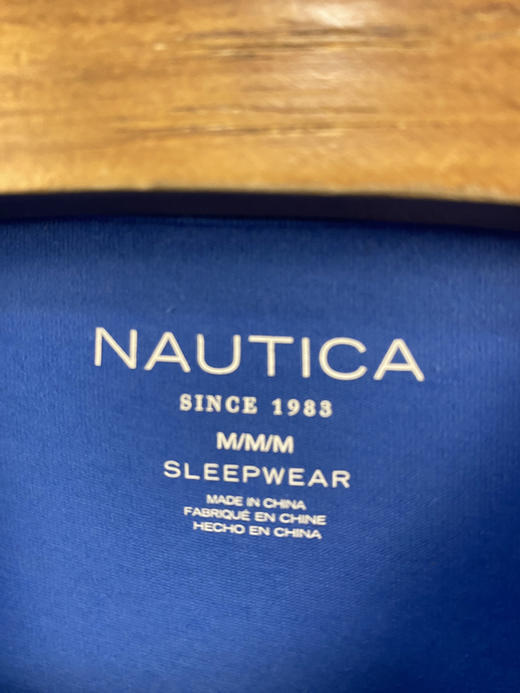 NAUTICA
SINCE 1983
M/M/M
SLEEPWEAR
MADE IN CHINA
FABRIQUÉ EN CHINE
HECHO EN CHINA